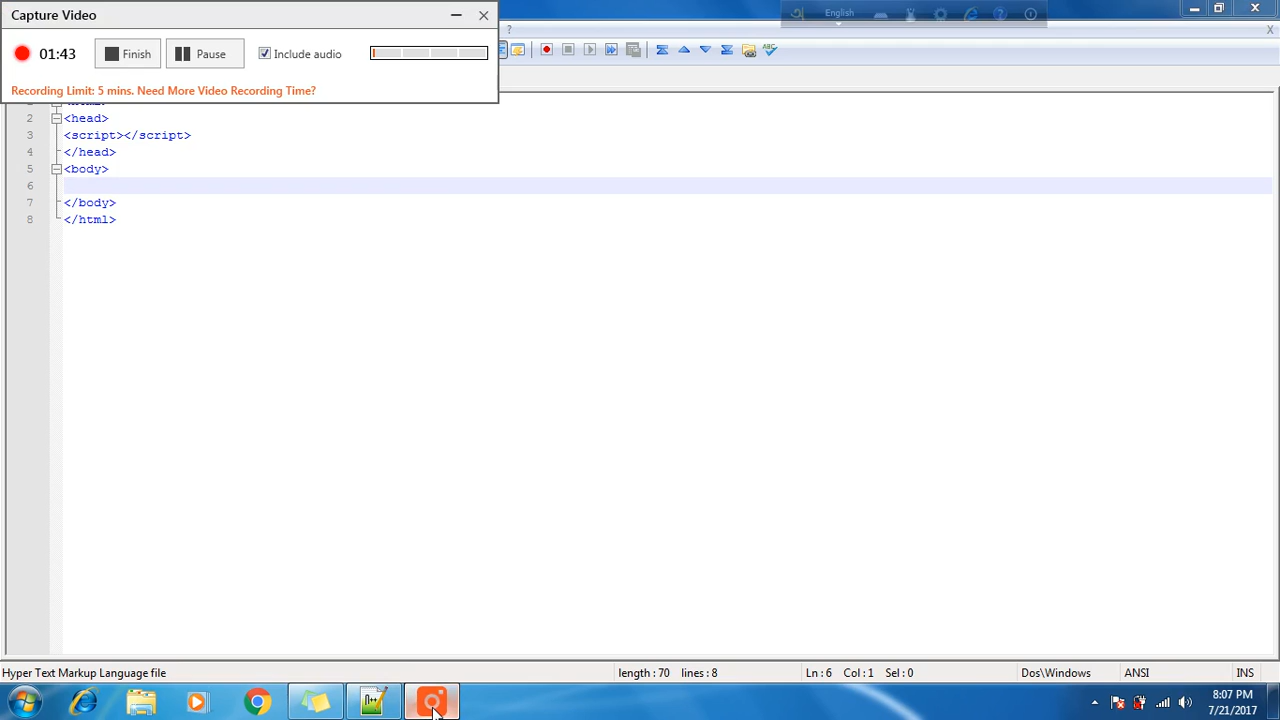 Capture Video
English
01:43
Finish
Pause
Include audio
?
X
Recording Limit: 5 mins. Need More Video Recording Time?
2 <head>
3 <script></script>
4 </head>
5 <body>
6
7 </body>
8 </html>
Hyper Text Markup Language file
length : 70 lines : 8
Ln : 6 Col : 1 Sel : 0
Dos\Windows
ANSI
INS
8:07 PM
7/21/2017